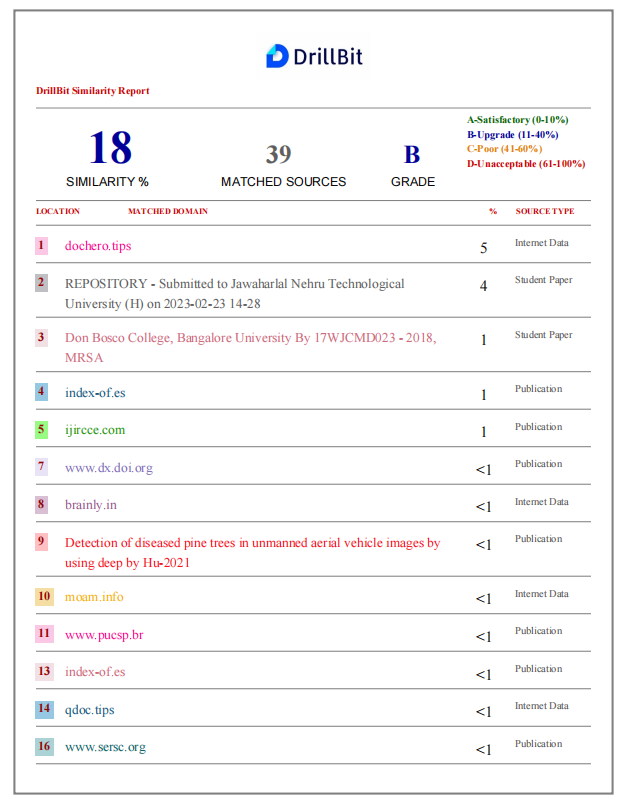 DrillBit
DrillBit Similarity Report
A-Satisfactory (0-10%)
B-Upgrade (11-40%)
C-Poor (41-60%)
D-Unacceptable (61-100%)
18 39 B
SIMILARITY % MATCHED SOURCES GRADE
LOCATION MATCHED DOMAIN % SOURCE TYPE
1 dochero.tips 5 Internet Data
2 REPOSITORY - Submitted to Jawaharlal Nehru Technological 4 Student Paper
University (H) on 2023-02-23 14-28
3 Don Bosco College, Bangalore University By 17WJCMD023 - 2018, 1 Student Paper
MRSA
4 index-of.es 1 Publication
5 ijircce.com 1 Publication
7 www.dx.doi.org <1 Publication
8 brainly.in <1 Internet Data
9 Detection of diseased pine trees in unmanned aerial vehicle images by <1 Publication
using deep by Hu-2021
10 moam.info <1 Internet Data
11 www.pucsp.br <1 Publication
13 index-of.es <1 Publication
14 qdoc.tips <1 Internet Data
16 www.sersc.org <1 Publication